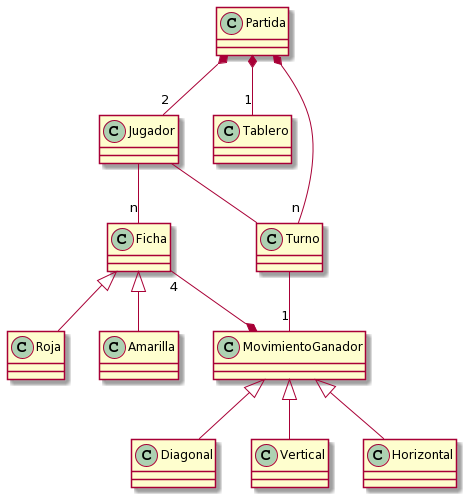 C Partida
2
1
C Jugador
C Tablero
n
n
C Ficha
C Turno
4
1
C Roja
C Amarilla
C MovimientoGanador
C Diagonal
C Vertical
C Horizontal